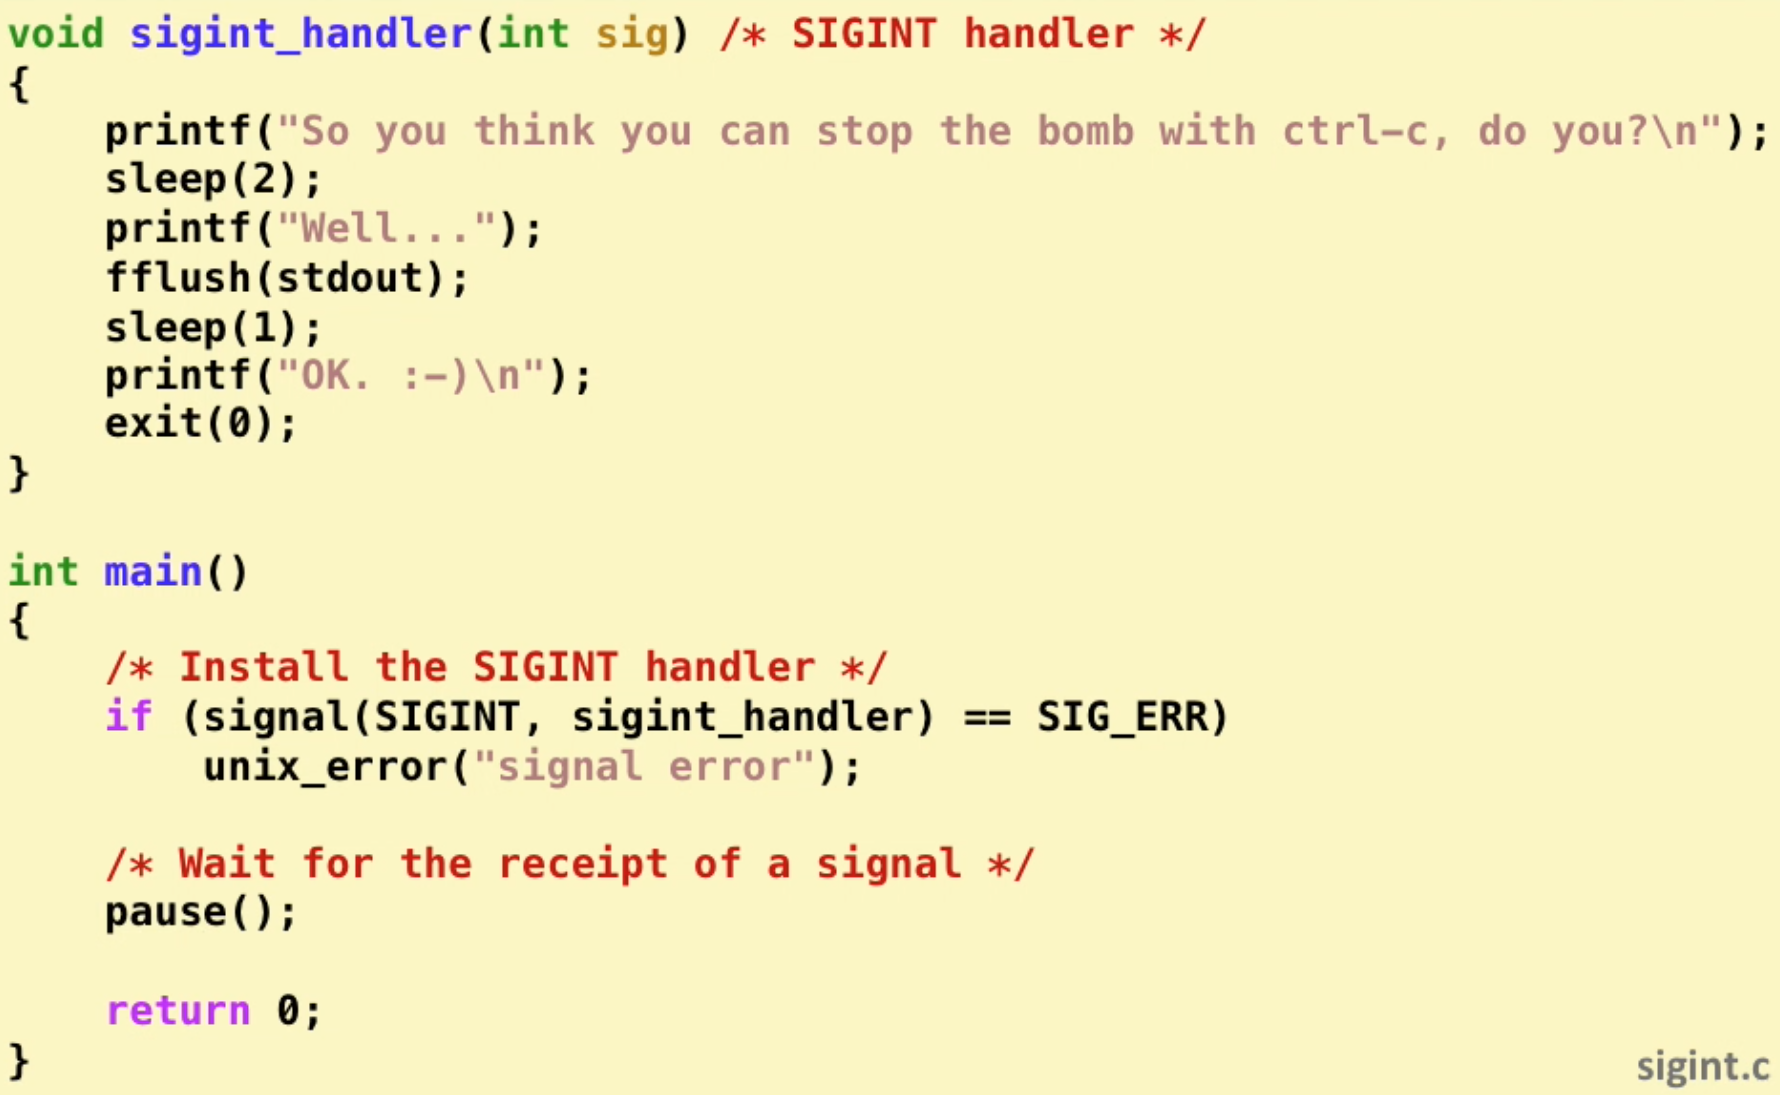 void sigint_handler(int sig) /* SIGINT handler */
{
    printf("So you think you can stop the bomb with ctrl-c, do you?\n");
    sleep(2);
    printf("Well...");
    fflush(stdout);
    sleep(1);
    printf("OK. :-)\n");
    exit(0);
}

int main()
{
    /* Install the SIGINT handler */
    if (signal(SIGINT, sigint_handler) == SIG_ERR)
        unix_error("signal error");

    /* Wait for the receipt of a signal */
    pause();

    return 0;
}
sigint.c